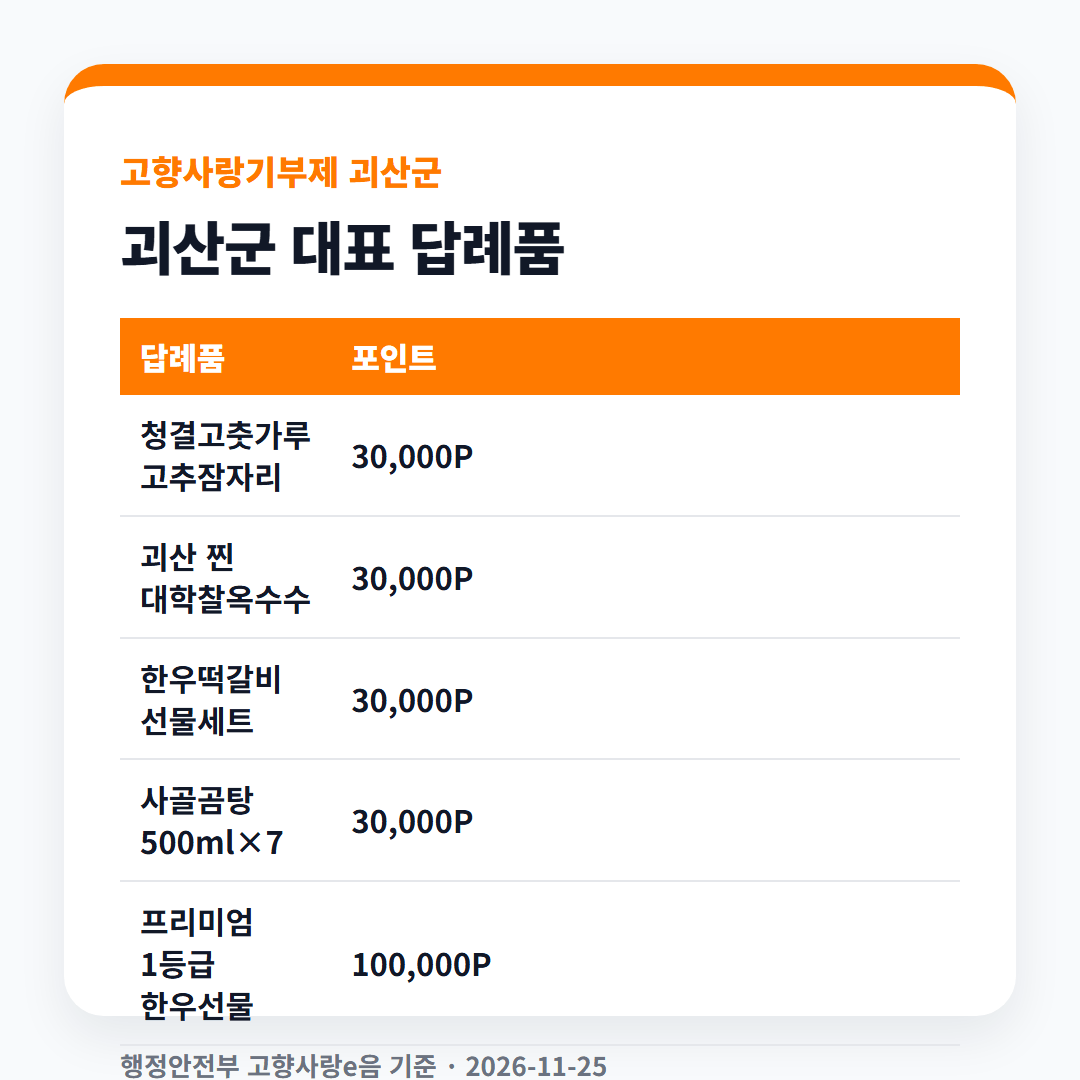 고향사랑기부제 괴산군
괴산군 대표 답례품
답례품 포인트
청결고춧가루
고추잠자리
30,000P
괴산 찐
대학찰옥수수
30,000P
한우떡갈비
선물세트
30,000P
사골곰탕
500ml×7
30,000P
프리미엄
1등급
한우선물
100,000P
행정안전부 고향사랑e음 기준 · 2026-11-25